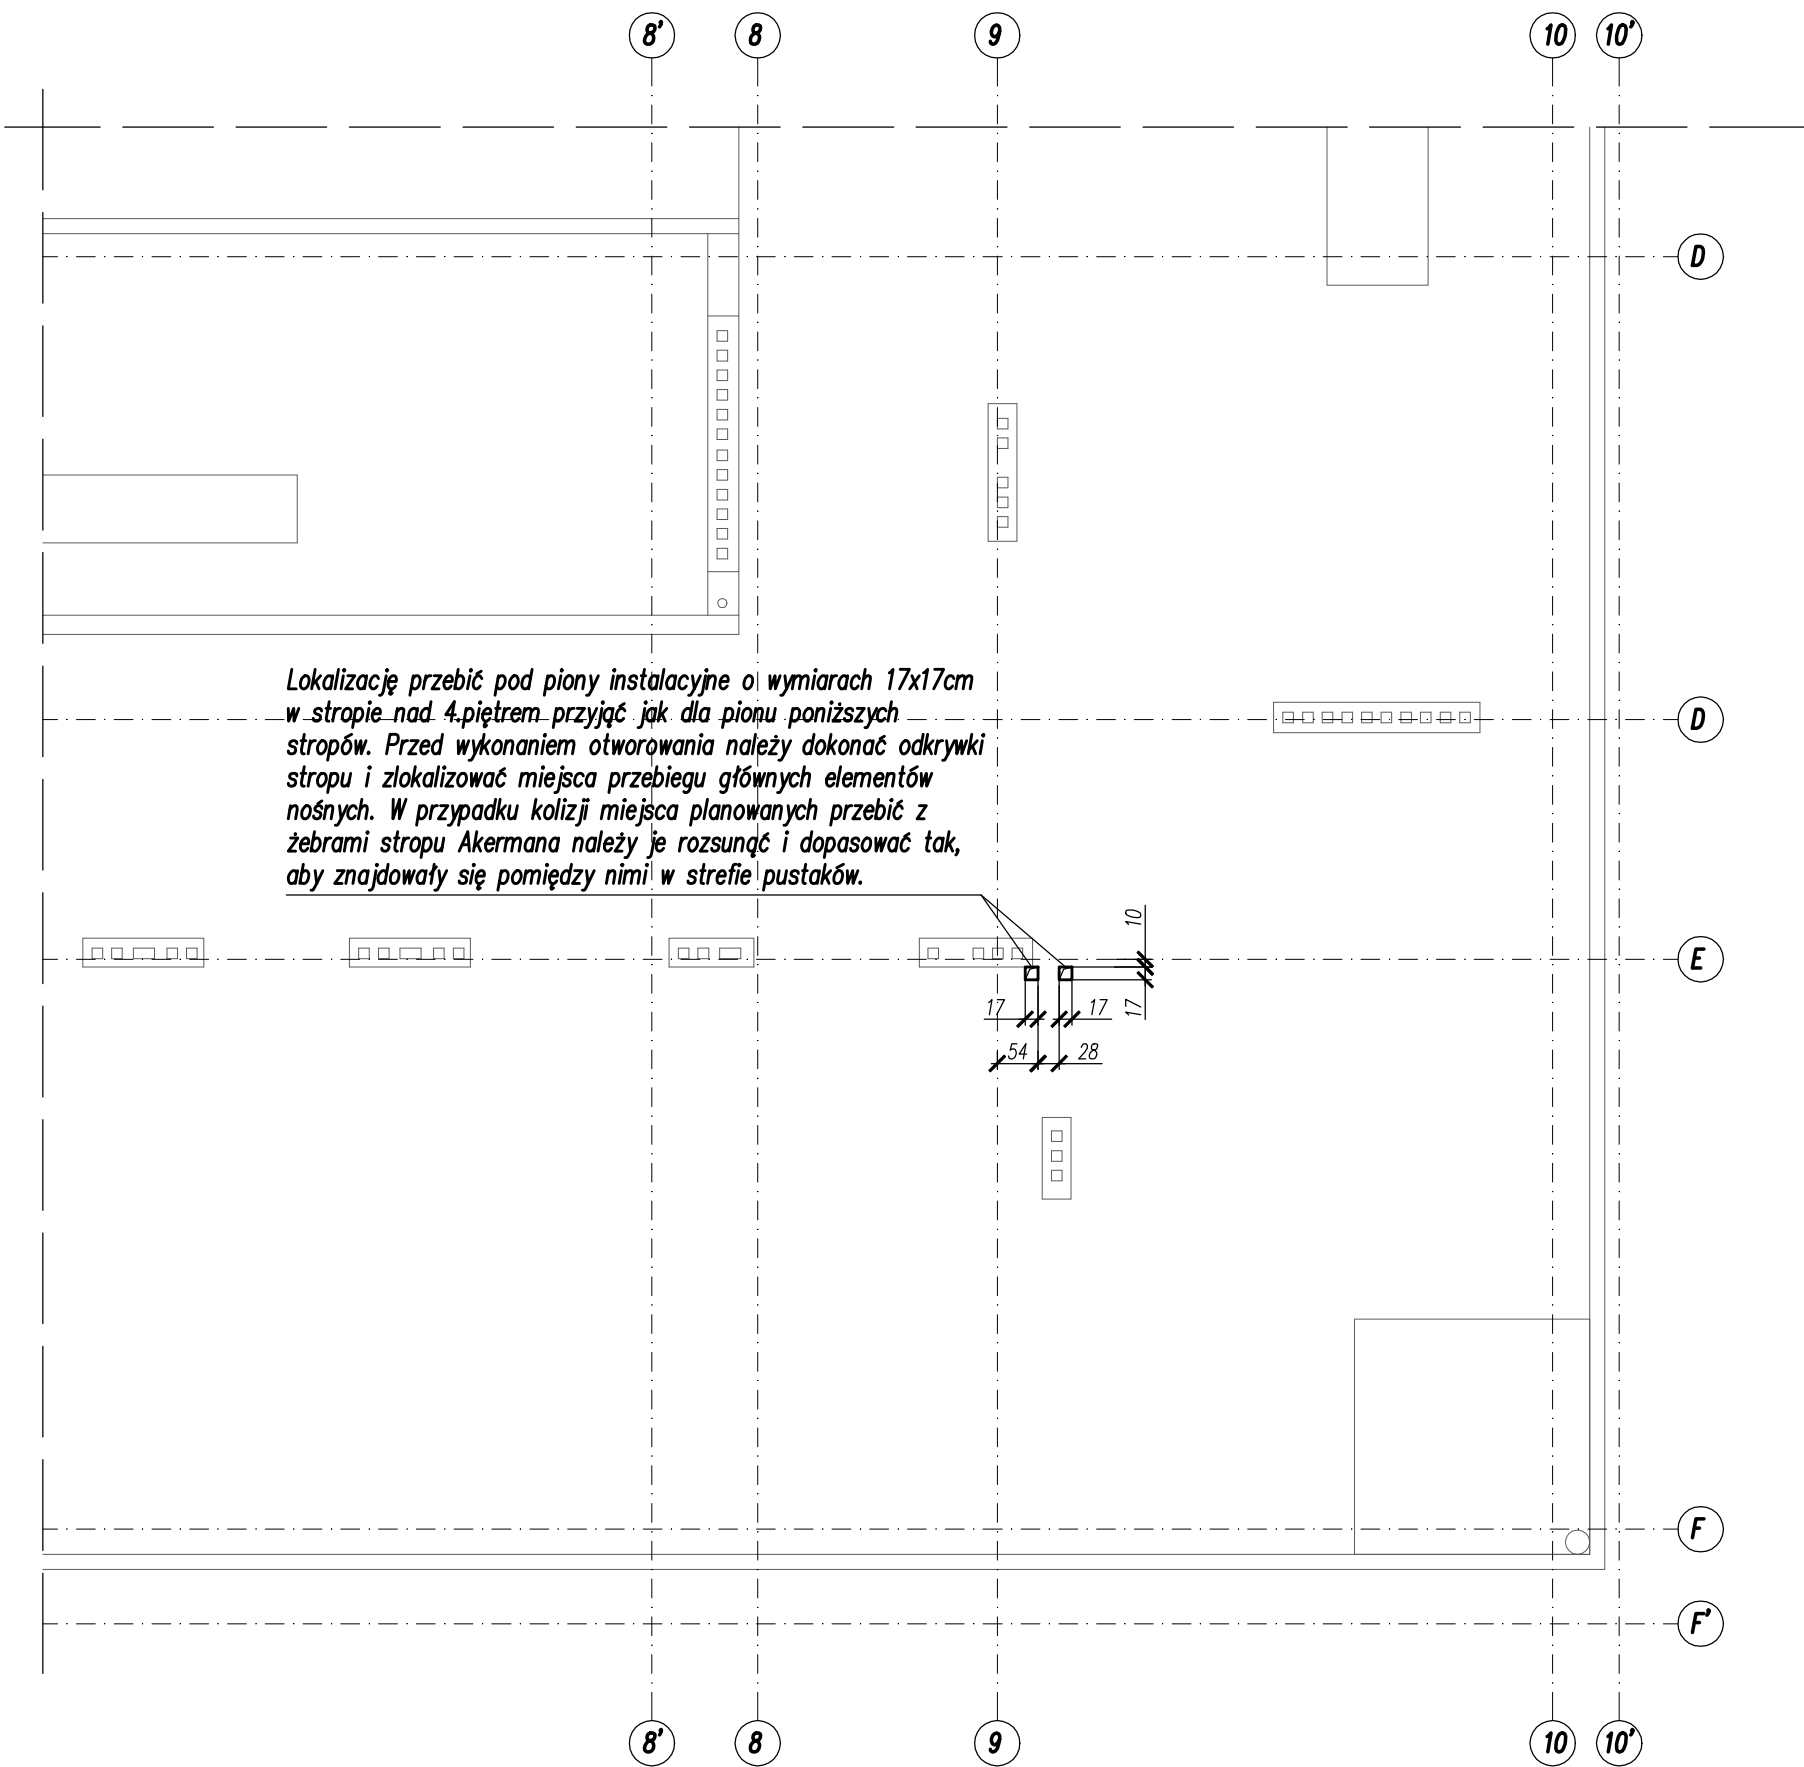 8' 8 9 10 10'
D
Lokalizację przebić pod piony instalacyjne o wymiarach 17x17cm
w stropie nad 4.piętrem przyjąć jak dla pionu poniższych
stropów. Przed wykonaniem otworowania należy dokonać odkrywki
stropu i zlokalizować miejsca przebiegu głównych elementów
nośnych. W przypadku kolizji miejsca planowanych przebić z
żebrami stropu Akermana należy je rozsunąć i dopasować tak,
aby znajdowały się pomiędzy nimi w strefie pustaków.
D
10
E
17 17 17
54 28
F
F'
8' 8 9 10 10'